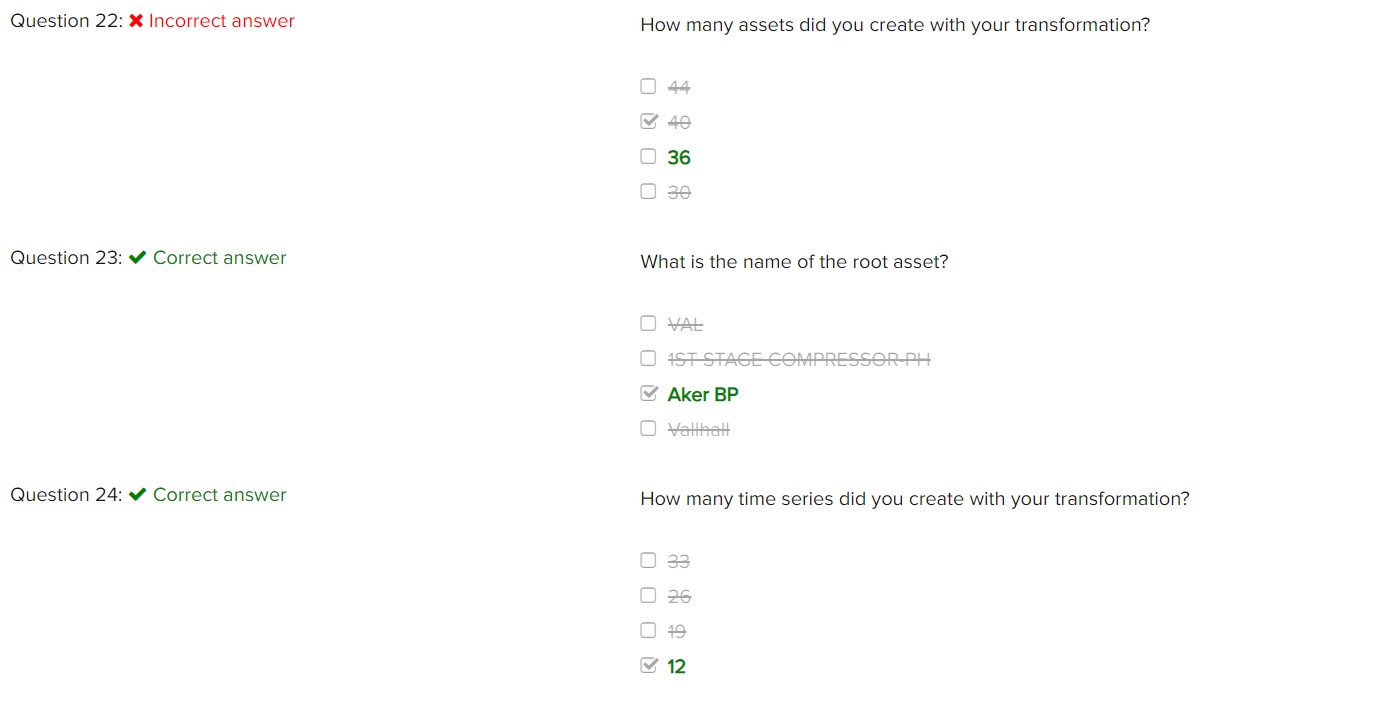 Question 22: ✖ Incorrect answer
How many assets did you create with your transformation?
44
40
36
30
Question 23: ✔ Correct answer
What is the name of the root asset?
VAL
1ST STAGE COMPRESSOR-PH
Aker BP
Vallhall
Question 24: ✔ Correct answer
How many time series did you create with your transformation?
33
26
19
12